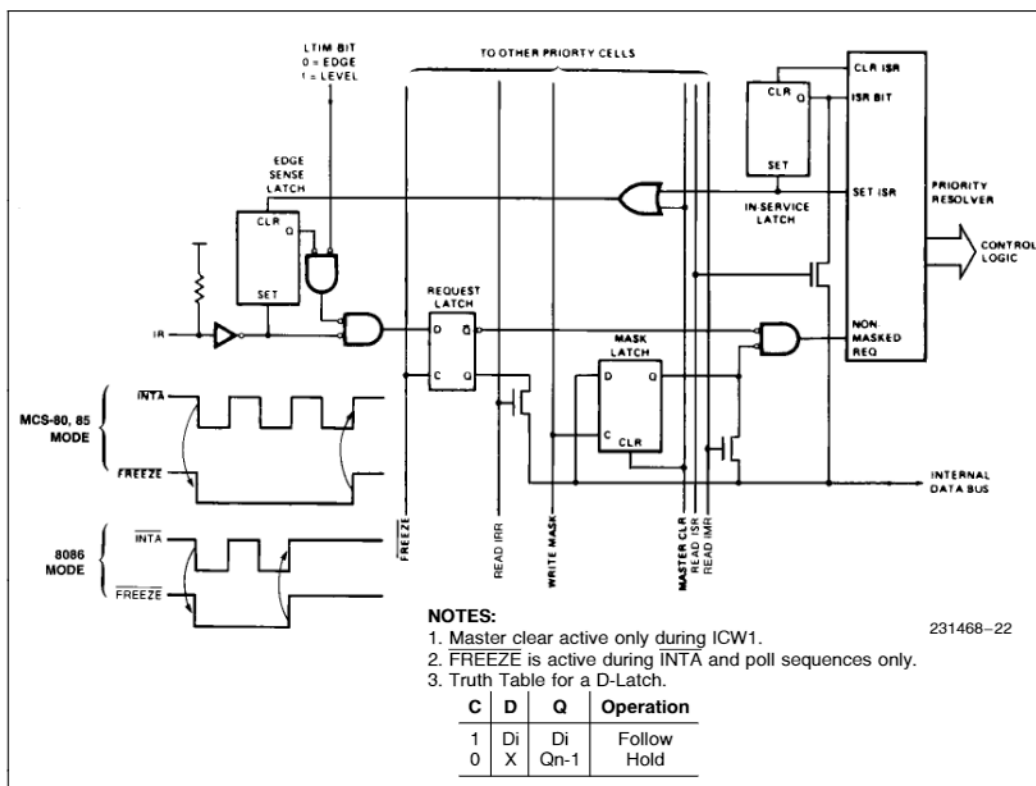 LTIM BIT
0 = EDGE
1 = LEVEL
TO OTHER PRIORTY CELLS
CLR ISR
CLR
Q
ISR BIT
SET
IN-SERVICE
LATCH
SET ISR
PRIORITY
RESOLVER
CONTROL
LOGIC
EDGE
SENSE
LATCH
CLR
Q
SET
REQUEST
LATCH
IR
D
Q
C
Q
NON
MASKED
REQ
MASK
LATCH
D
Q
C
CLR
INTERNAL
DATA BUS
MCS-80, 85
MODE
INTA
FREEZE
8086
MODE
INTA
FREEZE
FREEZE
READ IRR
WRITE MASK
MASTER CLR
READ ISR
READ IMR
NOTES:
1. Master clear active only during ICW1.
2. FREEZE is active during INTA and poll sequences only.
3. Truth Table for a D-Latch.
C D Q Operation
1 Di Di Follow
0 X Qn-1 Hold
231468–22